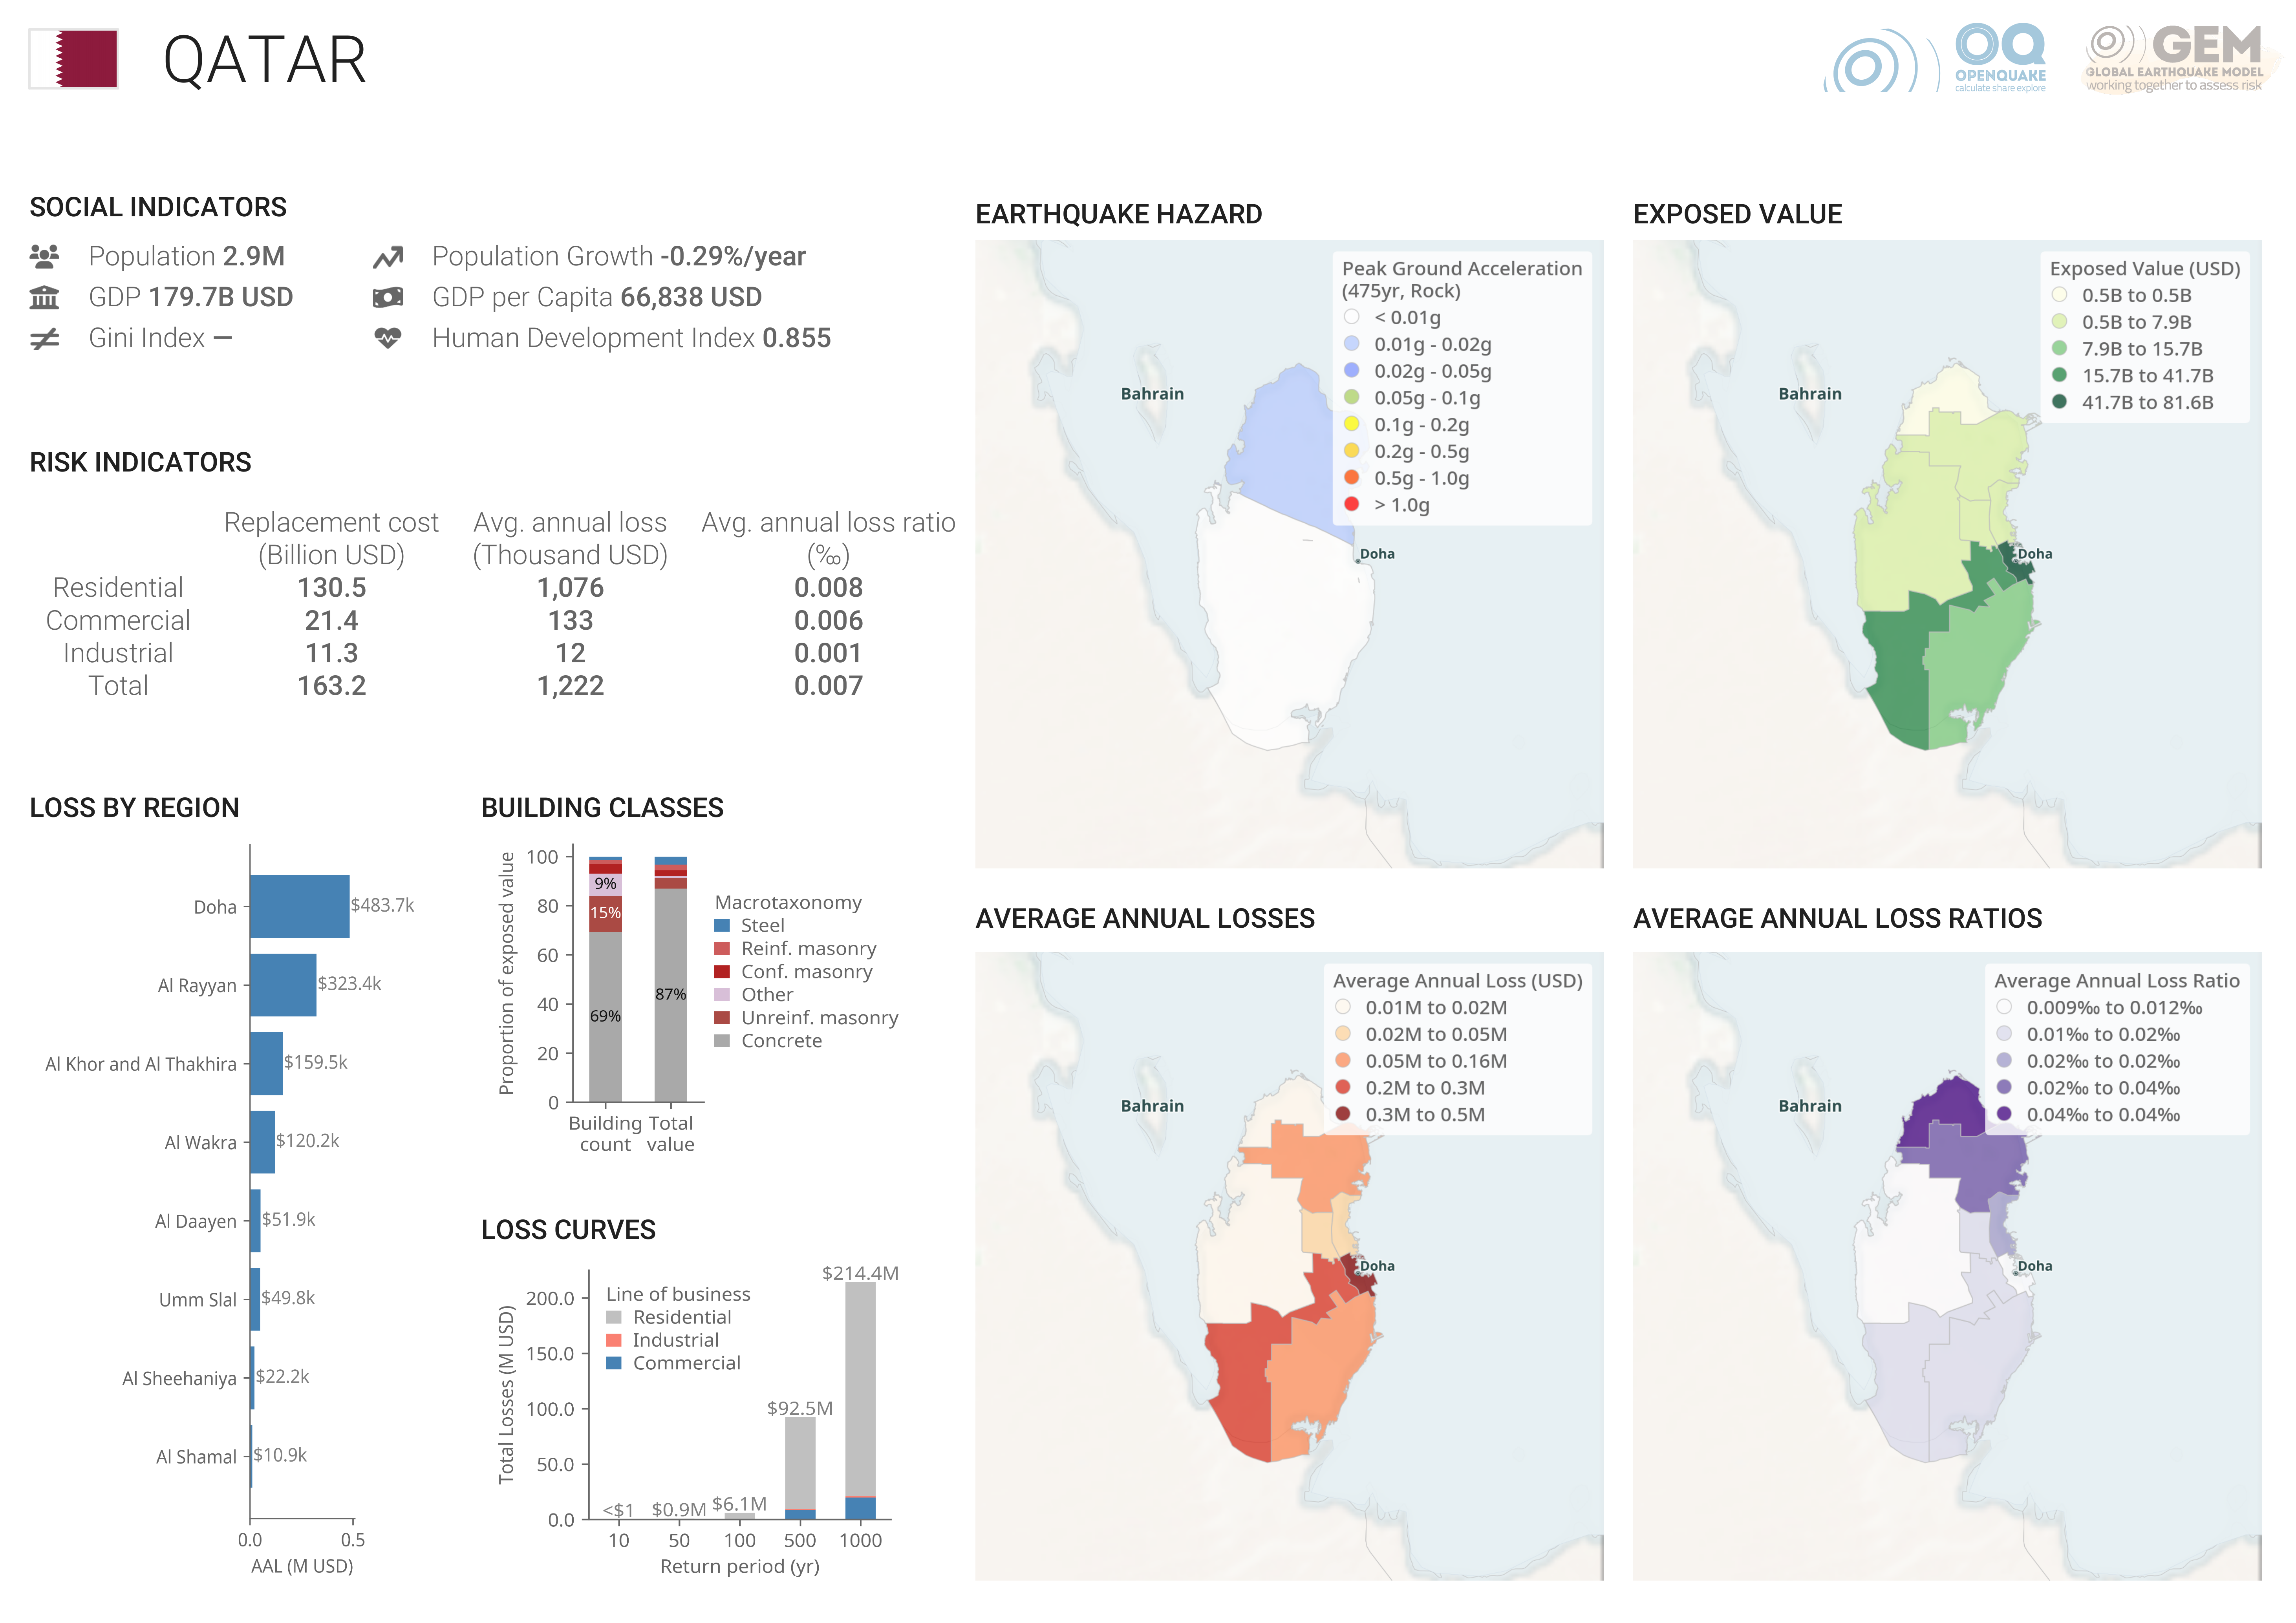 QATAR
OQ
OPENQUAKE
calculate share explore
GEM
GLOBAL EARTHQUAKE MODEL
working together to assess risk
SOCIAL INDICATORS
Population 2.9M
Population Growth -0.29%/year
GDP 179.7B USD
GDP per Capita 66,838 USD
Gini Index —
Human Development Index 0.855
RISK INDICATORS
Replacement cost (Billion USD)
Avg. annual loss (Thousand USD)
Avg. annual loss ratio (‰)
Residential 130.5 1,076 0.008
Commercial 21.4 133 0.006
Industrial 11.3 12 0.001
Total 163.2 1,222 0.007
LOSS BY REGION
Doha $483.7k
Al Rayyan $323.4k
Al Khor and Al Thakhira $159.5k
Al Wakra $120.2k
Al Daayen $51.9k
Umm Slal $49.8k
Al Sheehaniya $22.2k
Al Shamal $10.9k
0.0 0.5
AAL (M USD)
BUILDING CLASSES
Proportion of exposed value
100
80
60
40
20
0
9%
15%
69%
87%
Building count
Total value
Macrotaxonomy
Steel
Reinf. masonry
Conf. masonry
Other
Unreinf. masonry
Concrete
LOSS CURVES
Total Losses (M USD)
200.0
150.0
100.0
50.0
0.0
Line of business
Residential
Industrial
Commercial
<$1
$0.9M
$6.1M
$92.5M
$214.4M
10 50 100 500 1000
Return period (yr)
EARTHQUAKE HAZARD
Peak Ground Acceleration
(475yr, Rock)
< 0.01g
0.01g - 0.02g
0.02g - 0.05g
0.05g - 0.1g
0.1g - 0.2g
0.2g - 0.5g
0.5g - 1.0g
> 1.0g
Bahrain
Doha
EXPOSED VALUE
Exposed Value (USD)
0.5B to 0.5B
0.5B to 7.9B
7.9B to 15.7B
15.7B to 41.7B
41.7B to 81.6B
Bahrain
Doha
AVERAGE ANNUAL LOSSES
Average Annual Loss (USD)
0.01M to 0.02M
0.02M to 0.05M
0.05M to 0.16M
0.2M to 0.3M
0.3M to 0.5M
Bahrain
Doha
AVERAGE ANNUAL LOSS RATIOS
Average Annual Loss Ratio
0.009‰ to 0.012‰
0.01‰ to 0.02‰
0.02‰ to 0.02‰
0.02‰ to 0.04‰
0.04‰ to 0.04‰
Bahrain
Doha